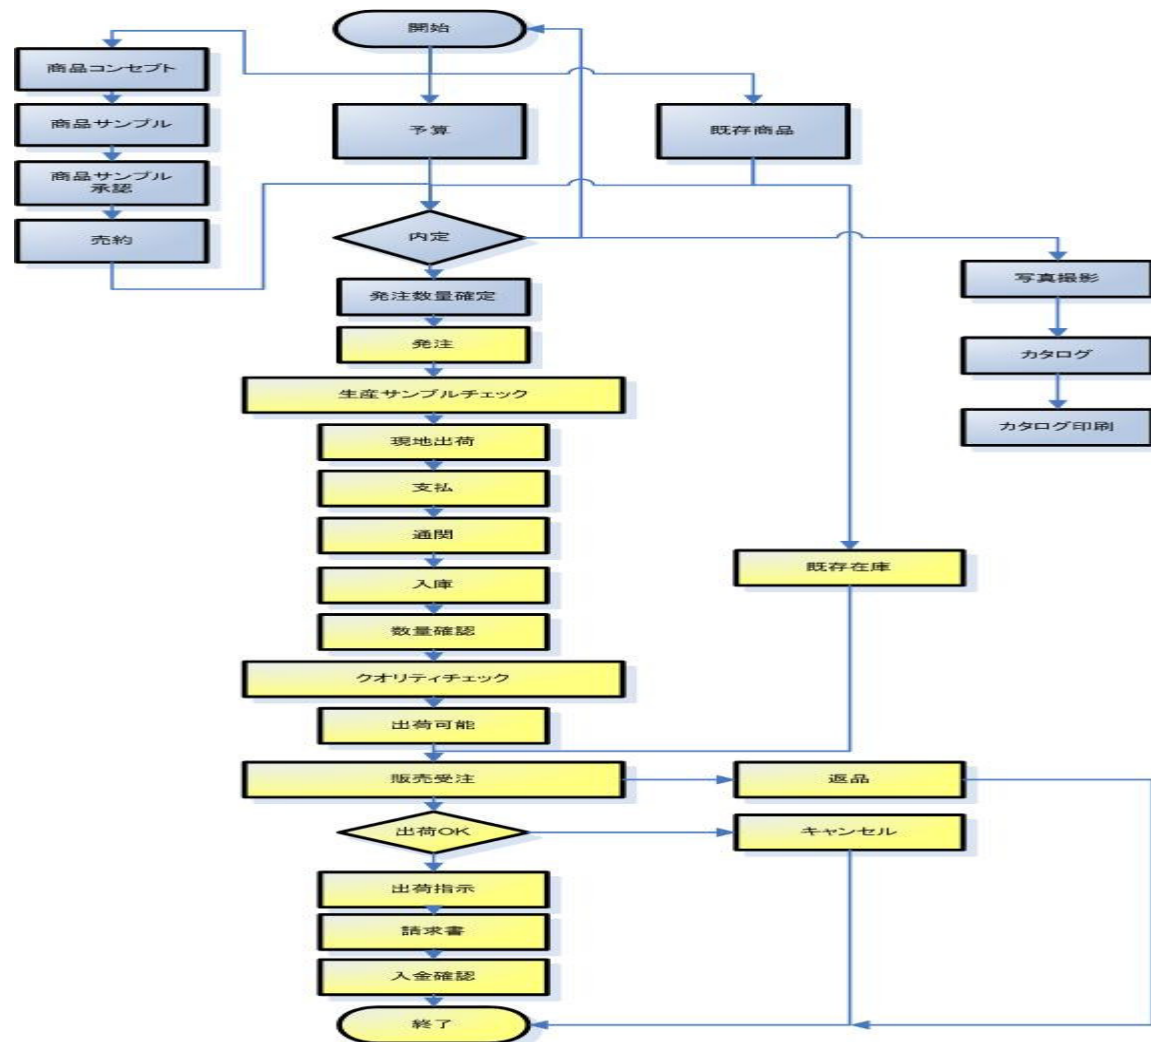 開始
商品コンセプト
商品サンプル
予算
既存商品
商品サンプル
承認
売約
内定
写真撮影
発注数量確定
発注
カタログ
生産サンプルチェック
カタログ印刷
現地出荷
支払
通関
既存在庫
入庫
数量確認
クオリティチェック
出荷可能
販売受注
返品
出荷OK
キャンセル
出荷指示
請求書
入金確認
終了